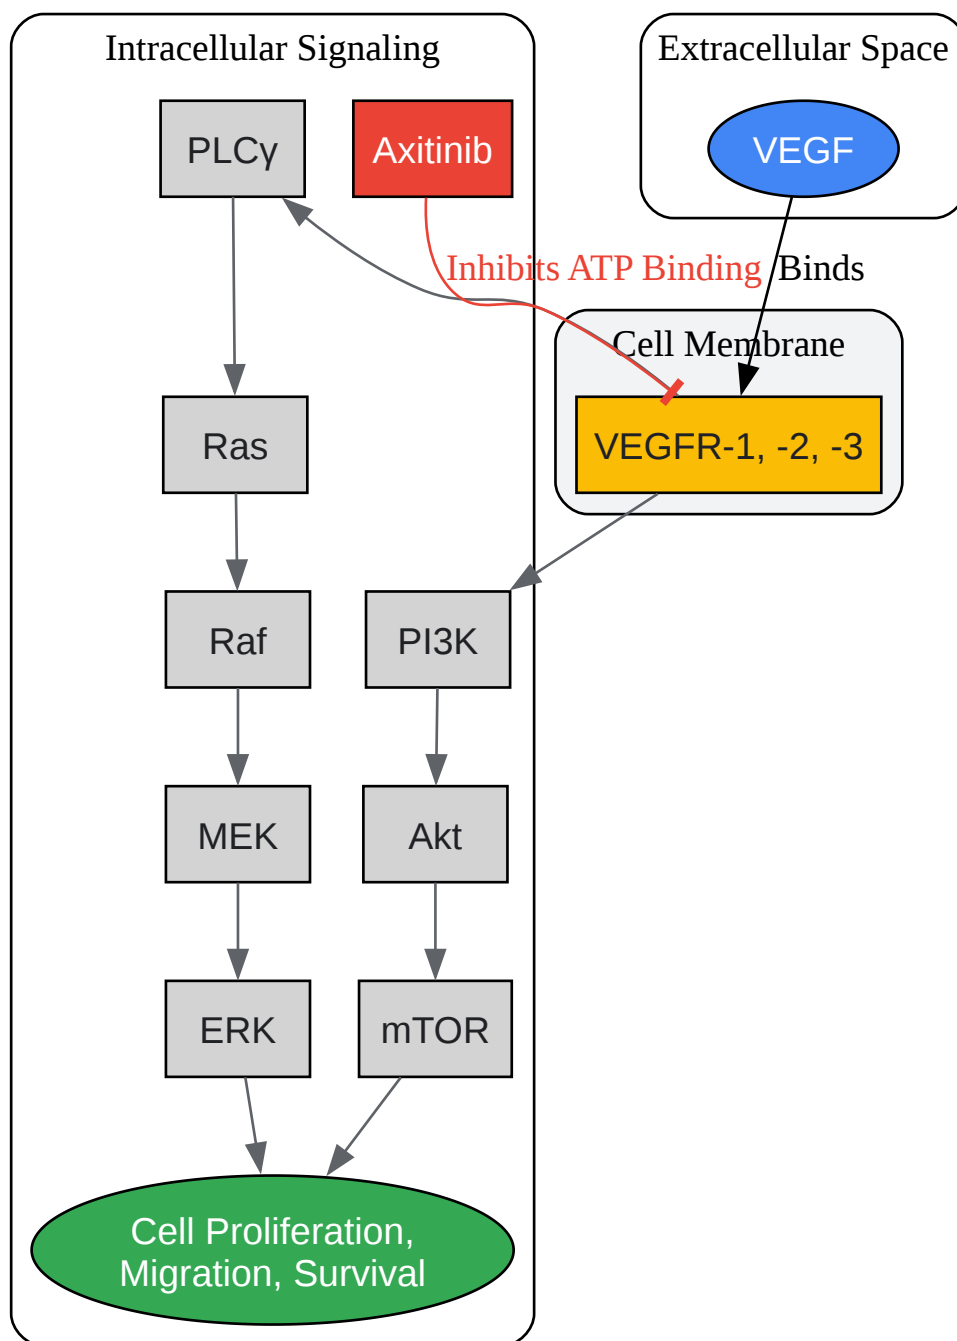 Intracellular Signaling
Extracellular Space
PLCγ
Axitinib
VEGF
Inhibits ATP Binding
Binds
Cell Membrane
Ras
VEGFR-1, -2, -3
Raf
PI3K
MEK
Akt
ERK
mTOR
Cell Proliferation,
Migration, Survival